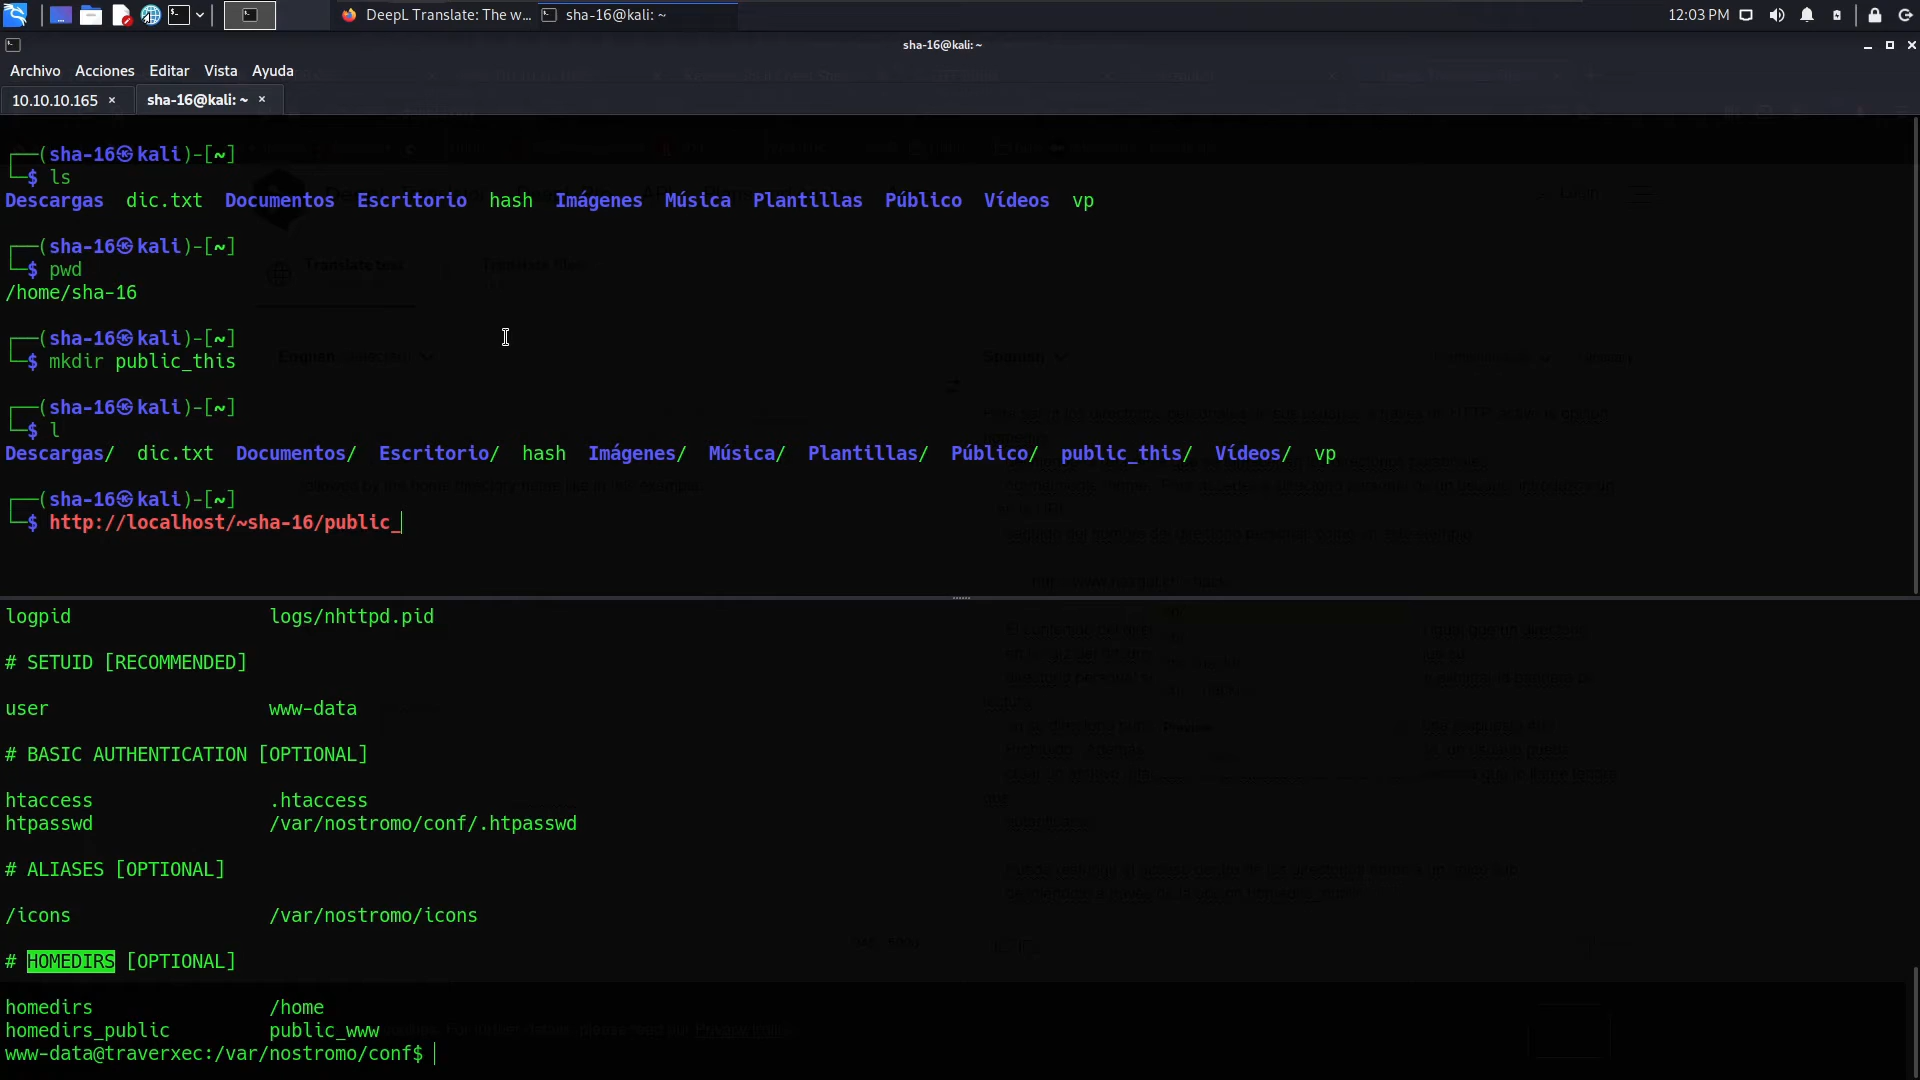 DeepL Translate: The w... sha-16@kali: ~ 12:03 PM
sha-16@kali: ~
Archivo Acciones Editar Vista Ayuda
10.10.10.165 × sha-16@kali: ~ ×
┌──(sha-16㉿kali)-[~]
└─$ ls
Descargas dic.txt Documentos Escritorio hash Imágenes Música Plantillas Público Vídeos vp
┌──(sha-16㉿kali)-[~]
└─$ pwd
/home/sha-16
┌──(sha-16㉿kali)-[~]
└─$ mkdir public_this
┌──(sha-16㉿kali)-[~]
└─$ l
Descargas/ dic.txt Documentos/ Escritorio/ hash Imágenes/ Música/ Plantillas/ Público/ public_this/ Vídeos/ vp
┌──(sha-16㉿kali)-[~]
└─$ http://localhost/~sha-16/public_
logpid logs/nhttpd.pid
# SETUID [RECOMMENDED]
user www-data
# BASIC AUTHENTICATION [OPTIONAL]
htaccess .htaccess
htpasswd /var/nostromo/conf/.htpasswd
# ALIASES [OPTIONAL]
/icons /var/nostromo/icons
# HOMEDIRS [OPTIONAL]
homedirs /home
homedirs_public public_www
www-data@traverxec:/var/nostromo/conf$